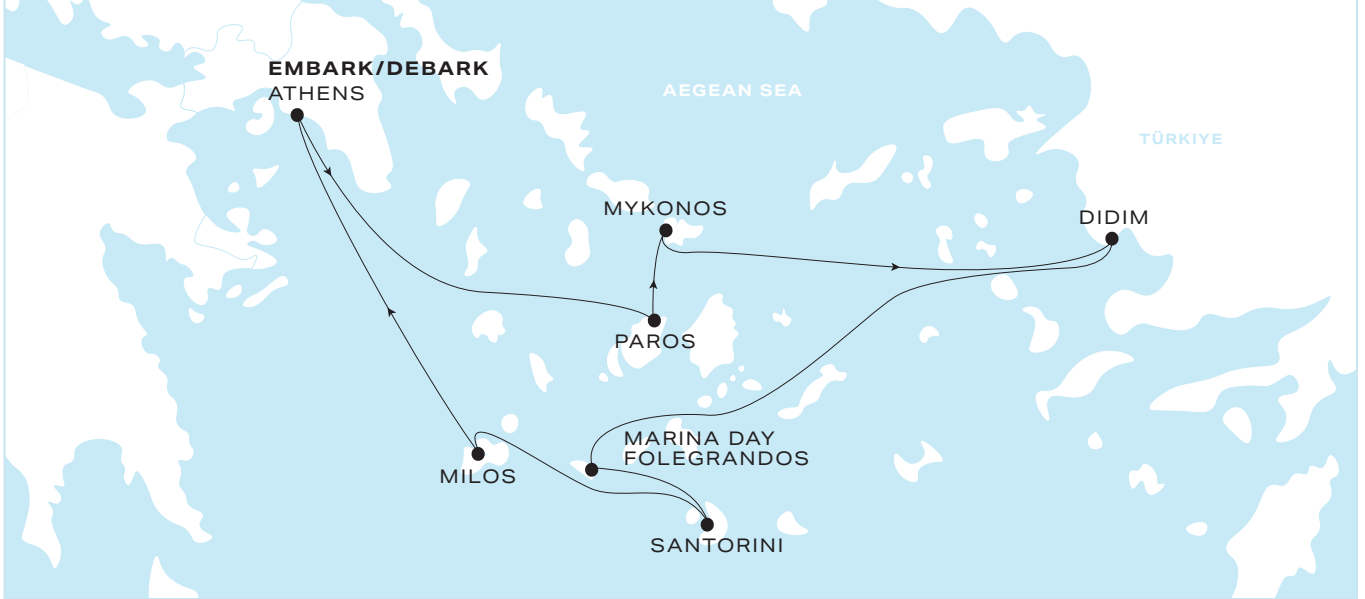 EMBARK/DEBARK
ATHENS
AEGEAN SEA
TÜRKIYE
MYKONOS
DIDIM
PAROS
MARINA DAY
FOLEGRANDOS
MILOS
SANTORINI